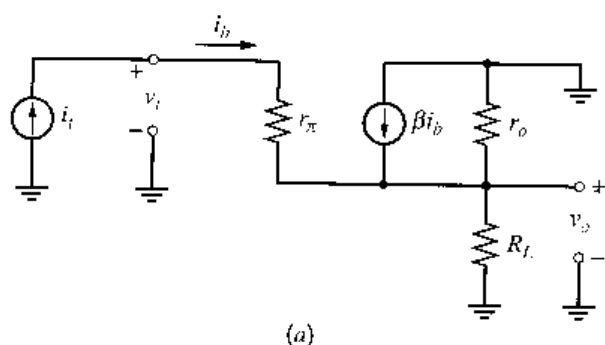 i_b
+
i_i
v_i
−
r_π
βi_b
r_o
+
v_o
R_L
−
(a)